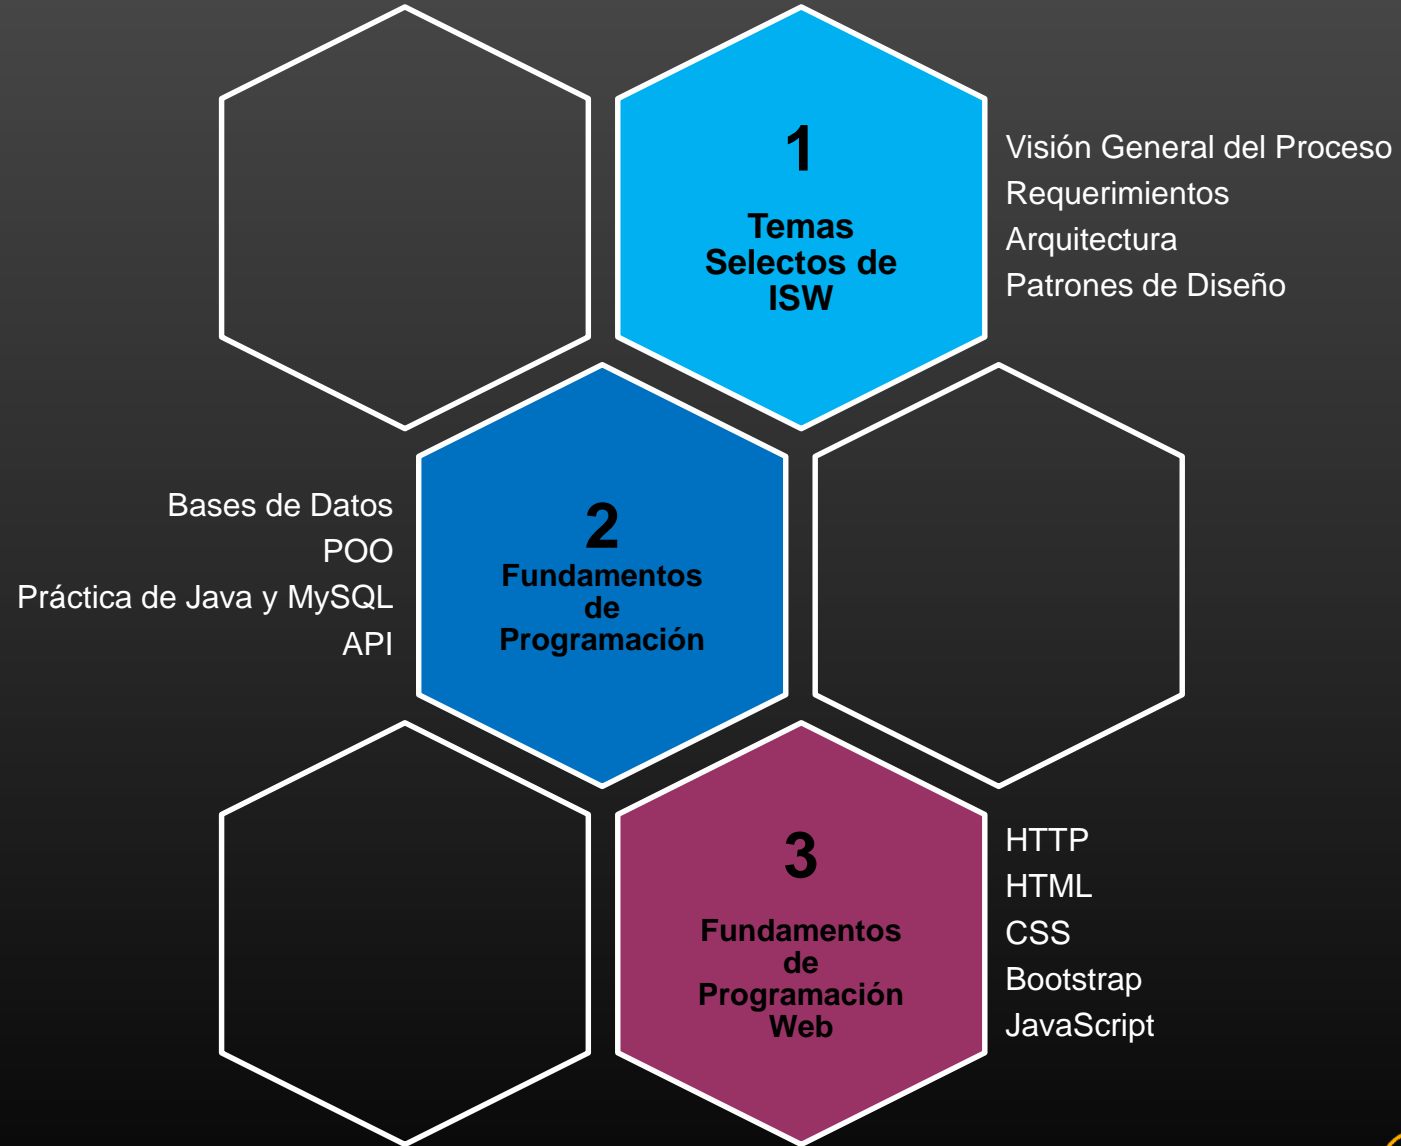 1
Temas
Selectos de
ISW
Visión General del Proceso
Requerimientos
Arquitectura
Patrones de Diseño
Bases de Datos
POO
Práctica de Java y MySQL
API
2
Fundamentos
de
Programación
3
Fundamentos
de
Programación
Web
HTTP
HTML
CSS
Bootstrap
JavaScript